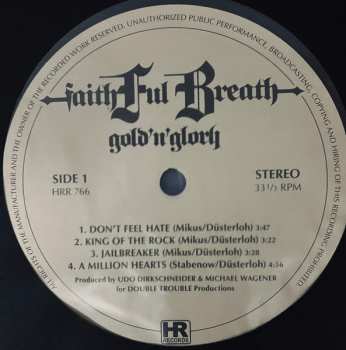 ALL RIGHTS OF THE MANUFACTURER AND THE OWNER OF THE RECORDED WORK RESERVED. UNAUTHORIZED PUBLIC PERFORMANCE, BROADCASTING, COPYING AND HIRING OF THIS RECORDING PROHIBITED.
faithFul Breath
gold'n'glory
SIDE 1
HRR 766
STEREO
33⅓ RPM
1. DON'T FEEL HATE (Mikus/Düsterloh) 3:47
2. KING OF THE ROCK (Mikus/Düsterloh) 3:22
3. JAILBREAKER (Mikus/Düsterloh) 3:28
4. A MILLION HEARTS (Stabenow/Düsterloh) 4:56
Produced by UDO DIRKSCHNEIDER & MICHAEL WAGENER
for DOUBLE TROUBLE Productions
HR
RECORDS